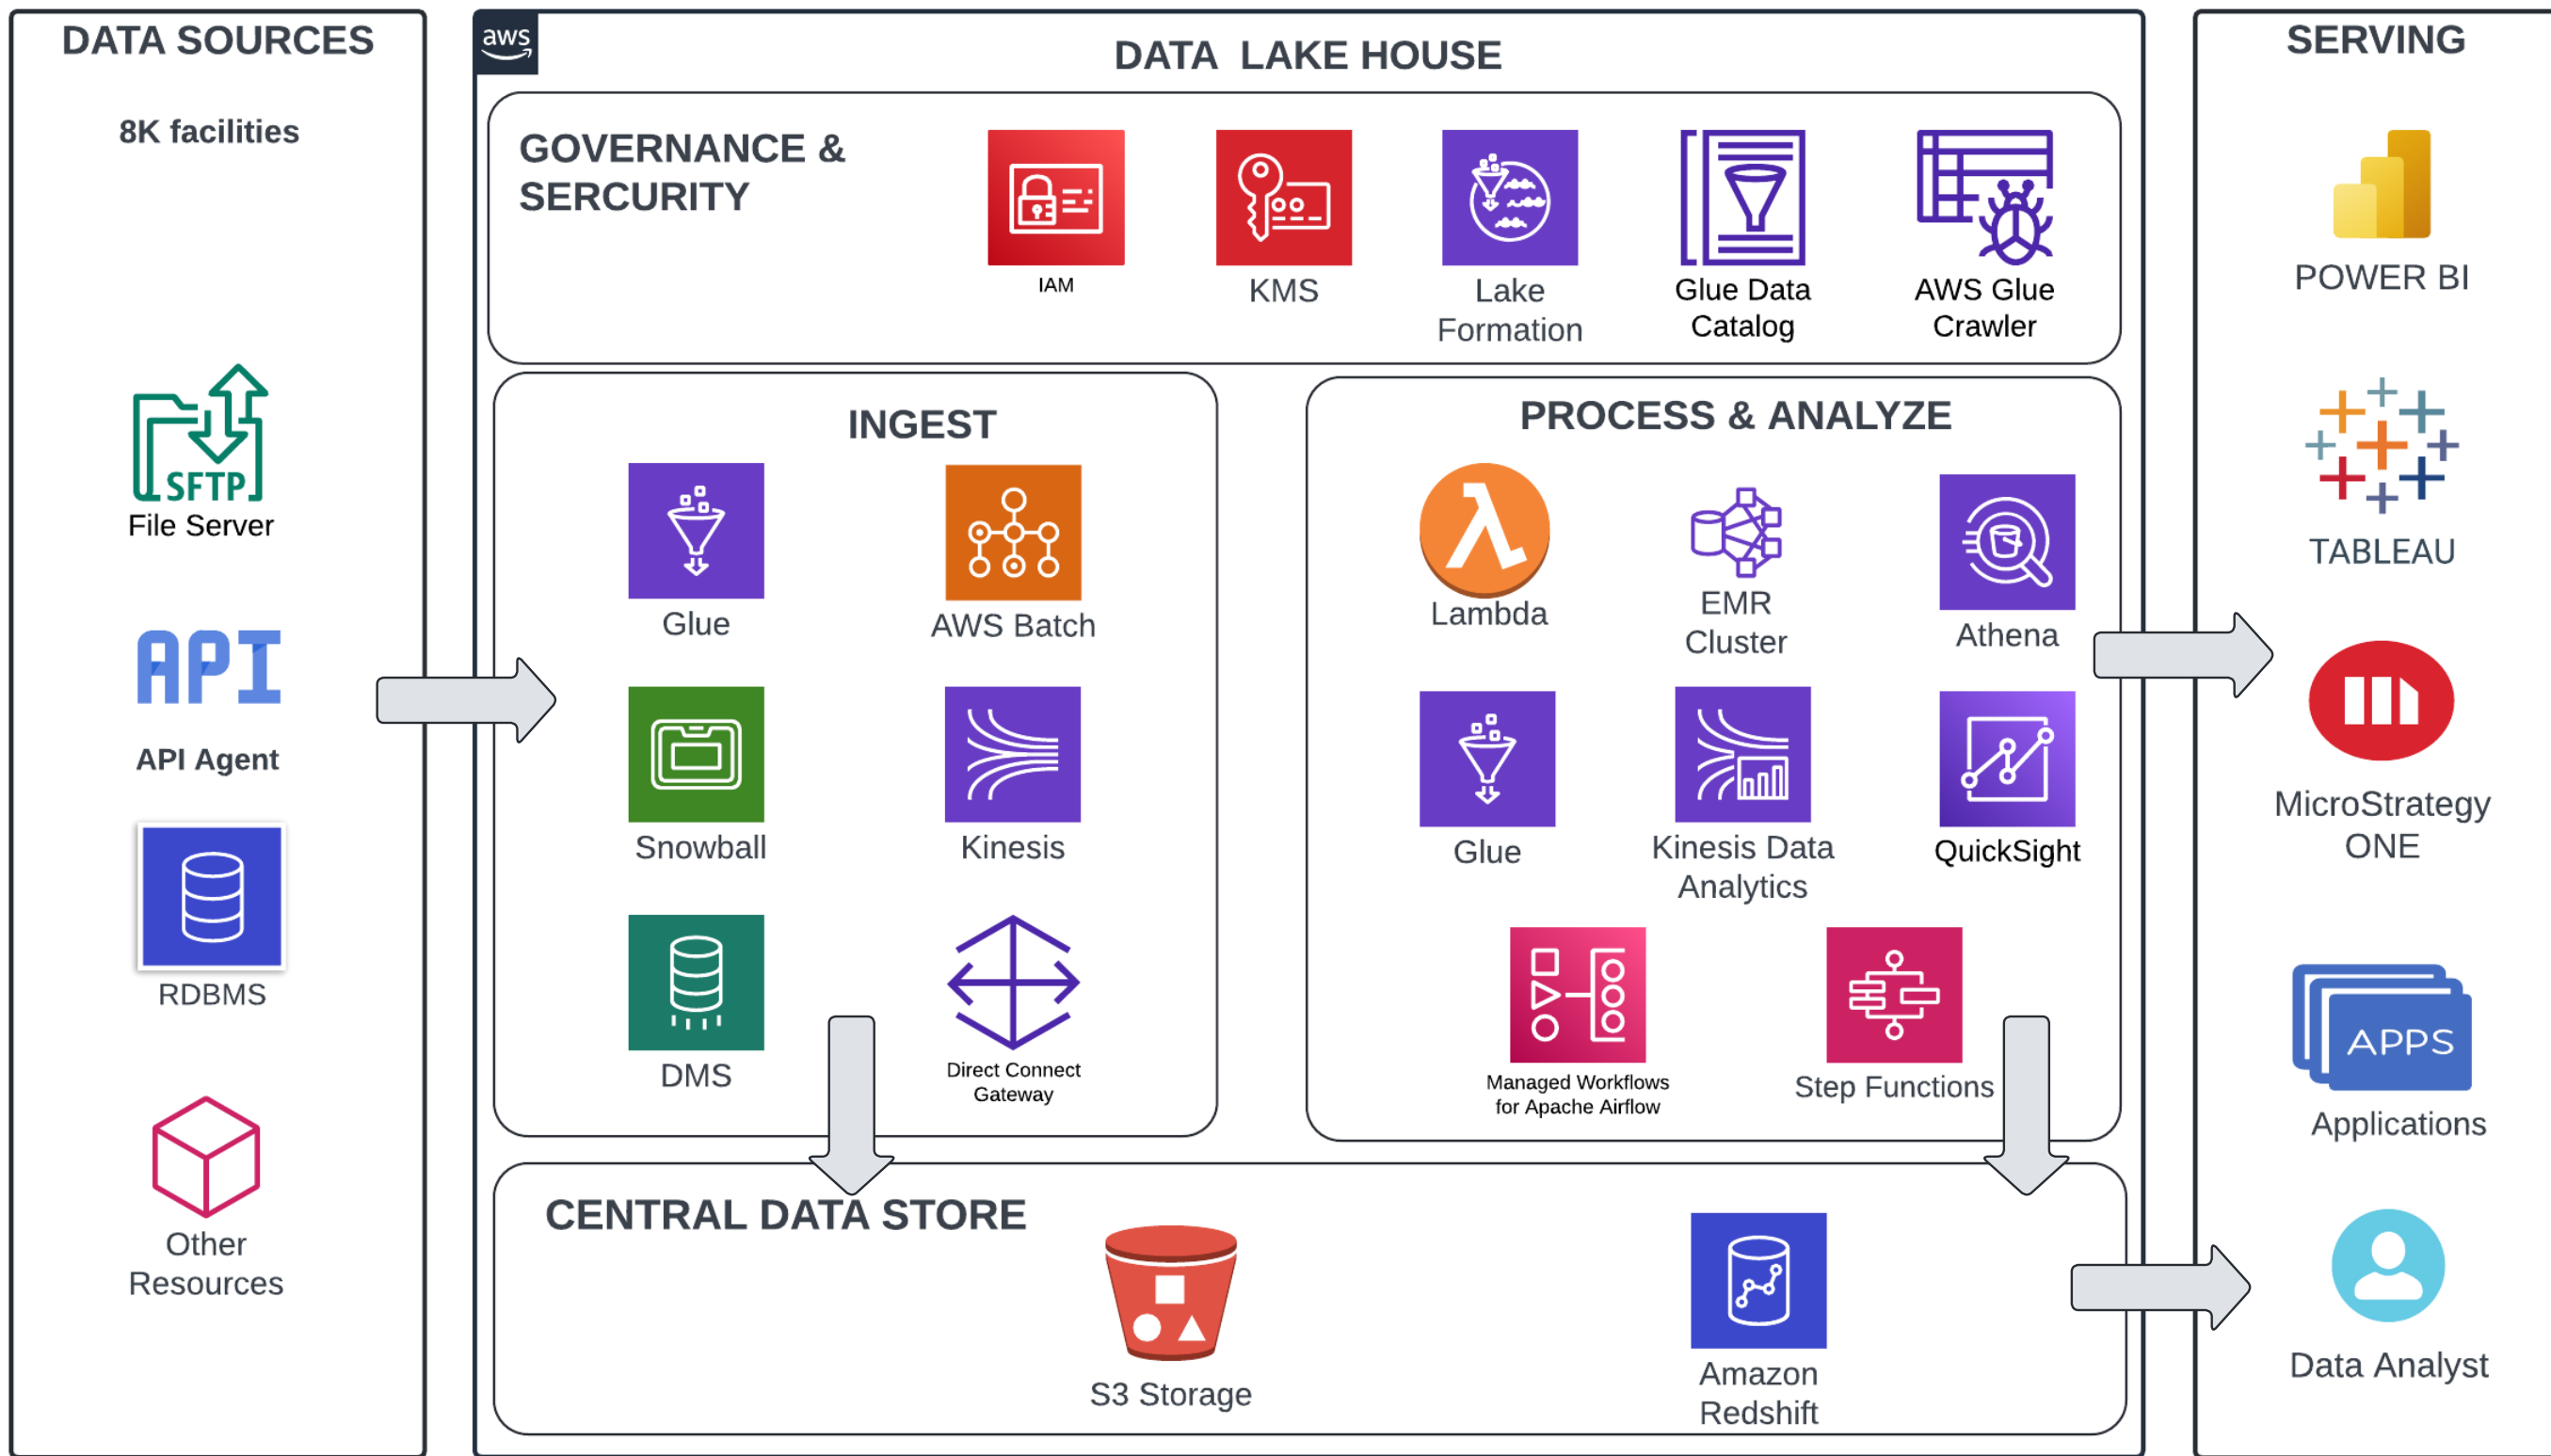 DATA SOURCES
8K facilities
SFTP
File Server
API
API Agent
RDBMS
Other
Resources
aws
DATA LAKE HOUSE
GOVERNANCE &
SERCURITY
IAM
KMS
Lake
Formation
Glue Data
Catalog
AWS Glue
Crawler
INGEST
Glue
AWS Batch
Snowball
Kinesis
DMS
Direct Connect
Gateway
PROCESS & ANALYZE
Lambda
EMR
Cluster
Athena
Glue
Kinesis Data
Analytics
QuickSight
Managed Workflows
for Apache Airflow
Step Functions
CENTRAL DATA STORE
S3 Storage
Amazon
Redshift
SERVING
POWER BI
TABLEAU
MicroStrategy
ONE
APPS
Applications
Data Analyst